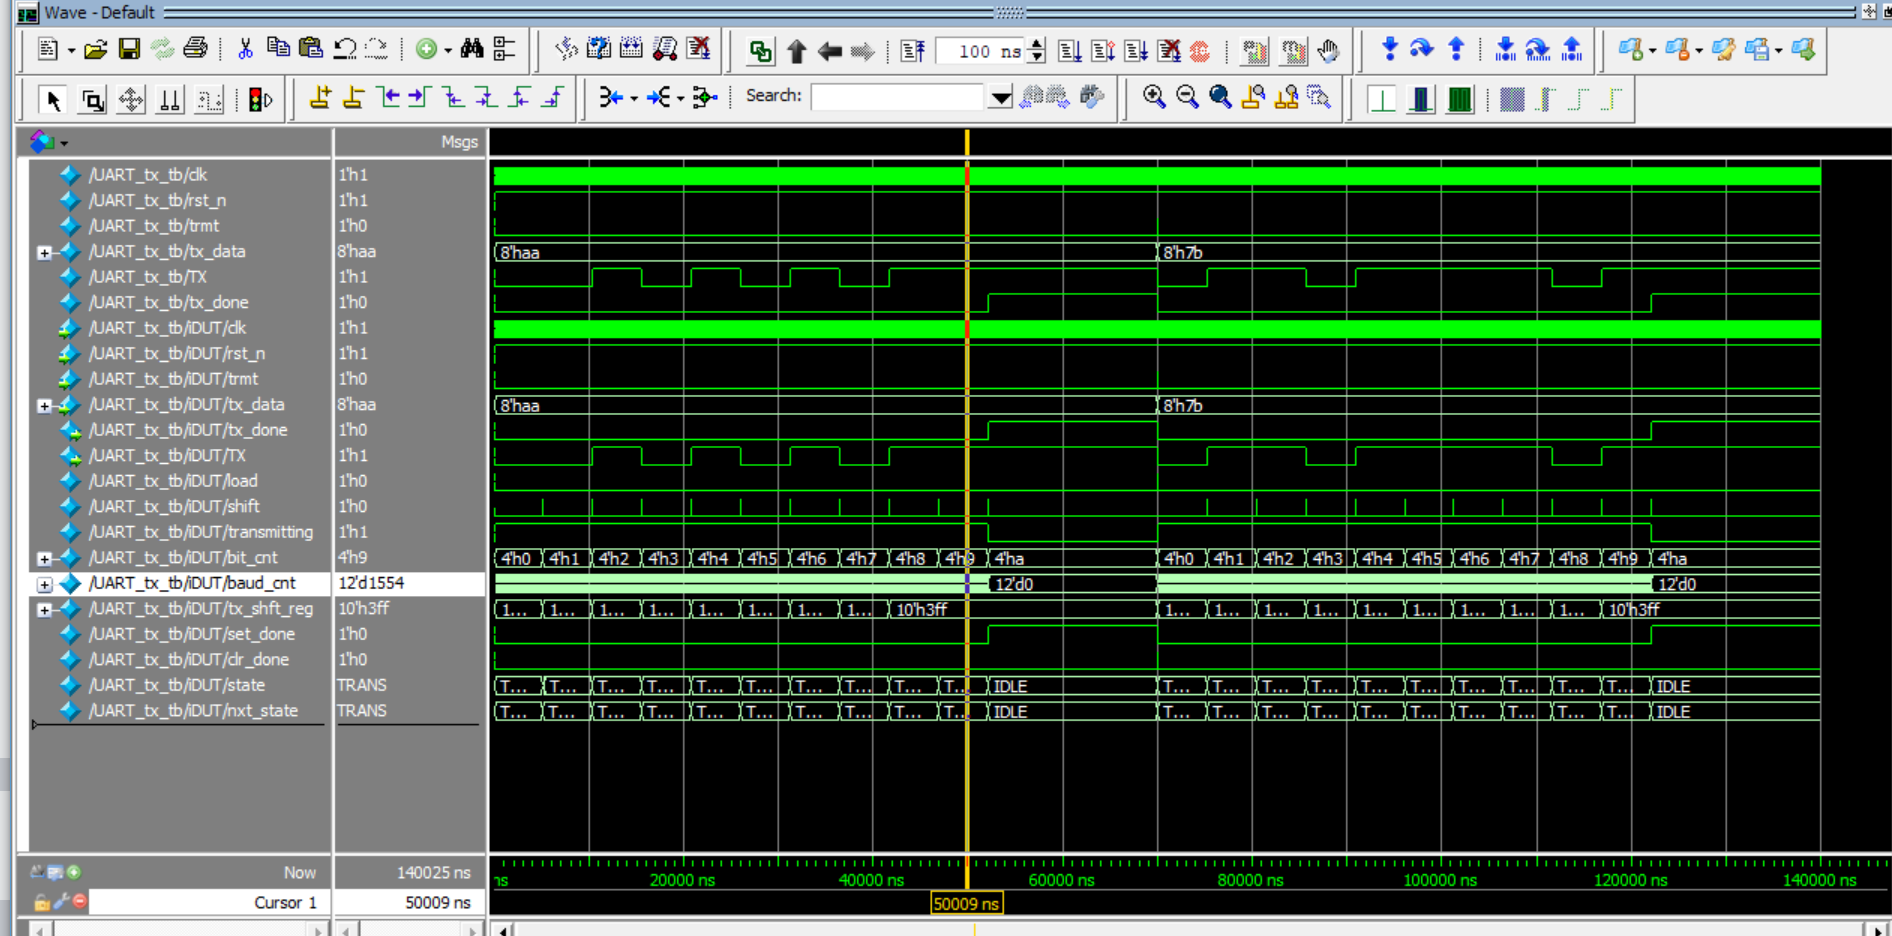 Wave - Default
100 ns
Search:
Msgs
/UART_tx_tb/clk 1'h1
/UART_tx_tb/rst_n 1'h1
/UART_tx_tb/trmt 1'h0
/UART_tx_tb/tx_data 8'haa 8'haa 8'h7b
/UART_tx_tb/TX 1'h1
/UART_tx_tb/tx_done 1'h0
/UART_tx_tb/iDUT/clk 1'h1
/UART_tx_tb/iDUT/rst_n 1'h1
/UART_tx_tb/iDUT/trmt 1'h0
/UART_tx_tb/iDUT/tx_data 8'haa 8'haa 8'h7b
/UART_tx_tb/iDUT/tx_done 1'h0
/UART_tx_tb/iDUT/TX 1'h1
/UART_tx_tb/iDUT/load 1'h0
/UART_tx_tb/iDUT/shift 1'h0
/UART_tx_tb/iDUT/transmitting 1'h1
/UART_tx_tb/iDUT/bit_cnt 4'h9 4'h0 4'h1 4'h2 4'h3 4'h4 4'h5 4'h6 4'h7 4'h8 4'h9 4'ha 4'h0 4'h1 4'h2 4'h3 4'h4 4'h5 4'h6 4'h7 4'h8 4'h9 4'ha
/UART_tx_tb/iDUT/baud_cnt 12'd1554 12'd0 12'd0
/UART_tx_tb/iDUT/tx_shft_reg 10'h3ff 1... 1... 1... 1... 1... 1... 1... 1... 10'h3ff 1... 1... 1... 1... 1... 1... 1... 1... 1... 10'h3ff
/UART_tx_tb/iDUT/set_done 1'h0
/UART_tx_tb/iDUT/clr_done 1'h0
/UART_tx_tb/iDUT/state TRANS T... T... T... T... T... T... T... T... T... T... IDLE T... T... T... T... T... T... T... T... T... T... IDLE
/UART_tx_tb/iDUT/nxt_state TRANS T... T... T... T... T... T... T... T... T... T... IDLE T... T... T... T... T... T... T... T... T... T... IDLE
Now 140025 ns ns 20000 ns 40000 ns 60000 ns 80000 ns 100000 ns 120000 ns 140000 ns
Cursor 1 50009 ns 50009 ns